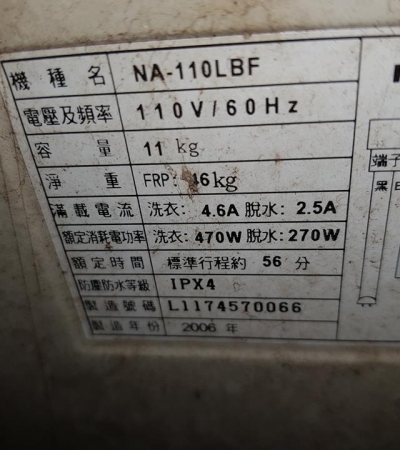 機種名 NA-110LBF
電壓及頻率 110V/60Hz
容量 11 kg
淨重 FRP: 46kg
滿載電流 洗衣: 4.6A 脫水: 2.5A
額定消耗電功率 洗衣: 470W 脫水: 270W
額定時間 標準行程約 56 分
防塵防水等級 IPX4
製造號碼 L1174570066
製造年份 2006 年
端子
黑